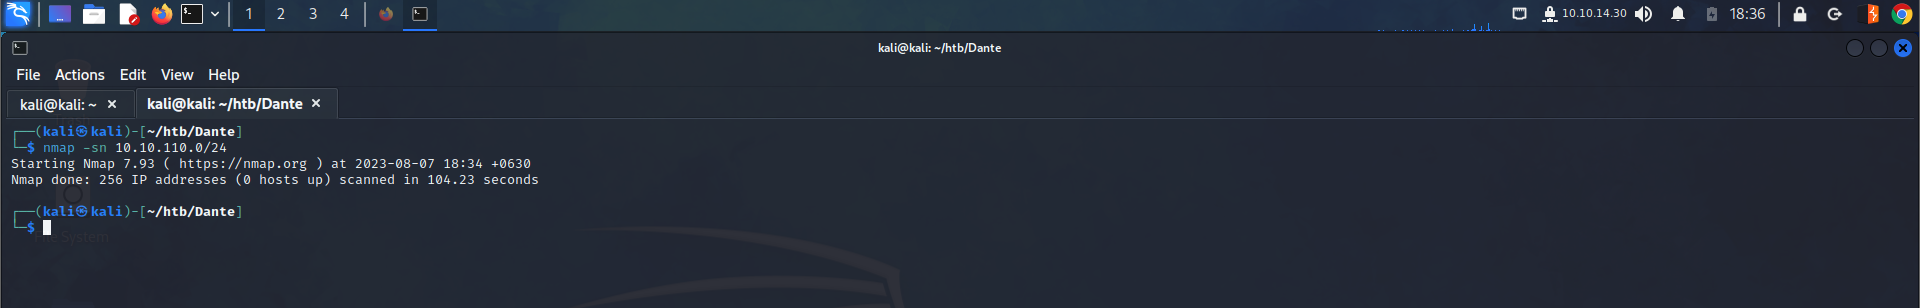 1 2 3 4 10.10.14.30 18:36
kali@kali: ~/htb/Dante
File Actions Edit View Help
kali@kali: ~ × kali@kali: ~/htb/Dante ×
┌──(kali㉿kali)-[~/htb/Dante]
└─$ nmap -sn 10.10.110.0/24
Starting Nmap 7.93 ( https://nmap.org ) at 2023-08-07 18:34 +0630
Nmap done: 256 IP addresses (0 hosts up) scanned in 104.23 seconds
┌──(kali㉿kali)-[~/htb/Dante]
└─$
File System